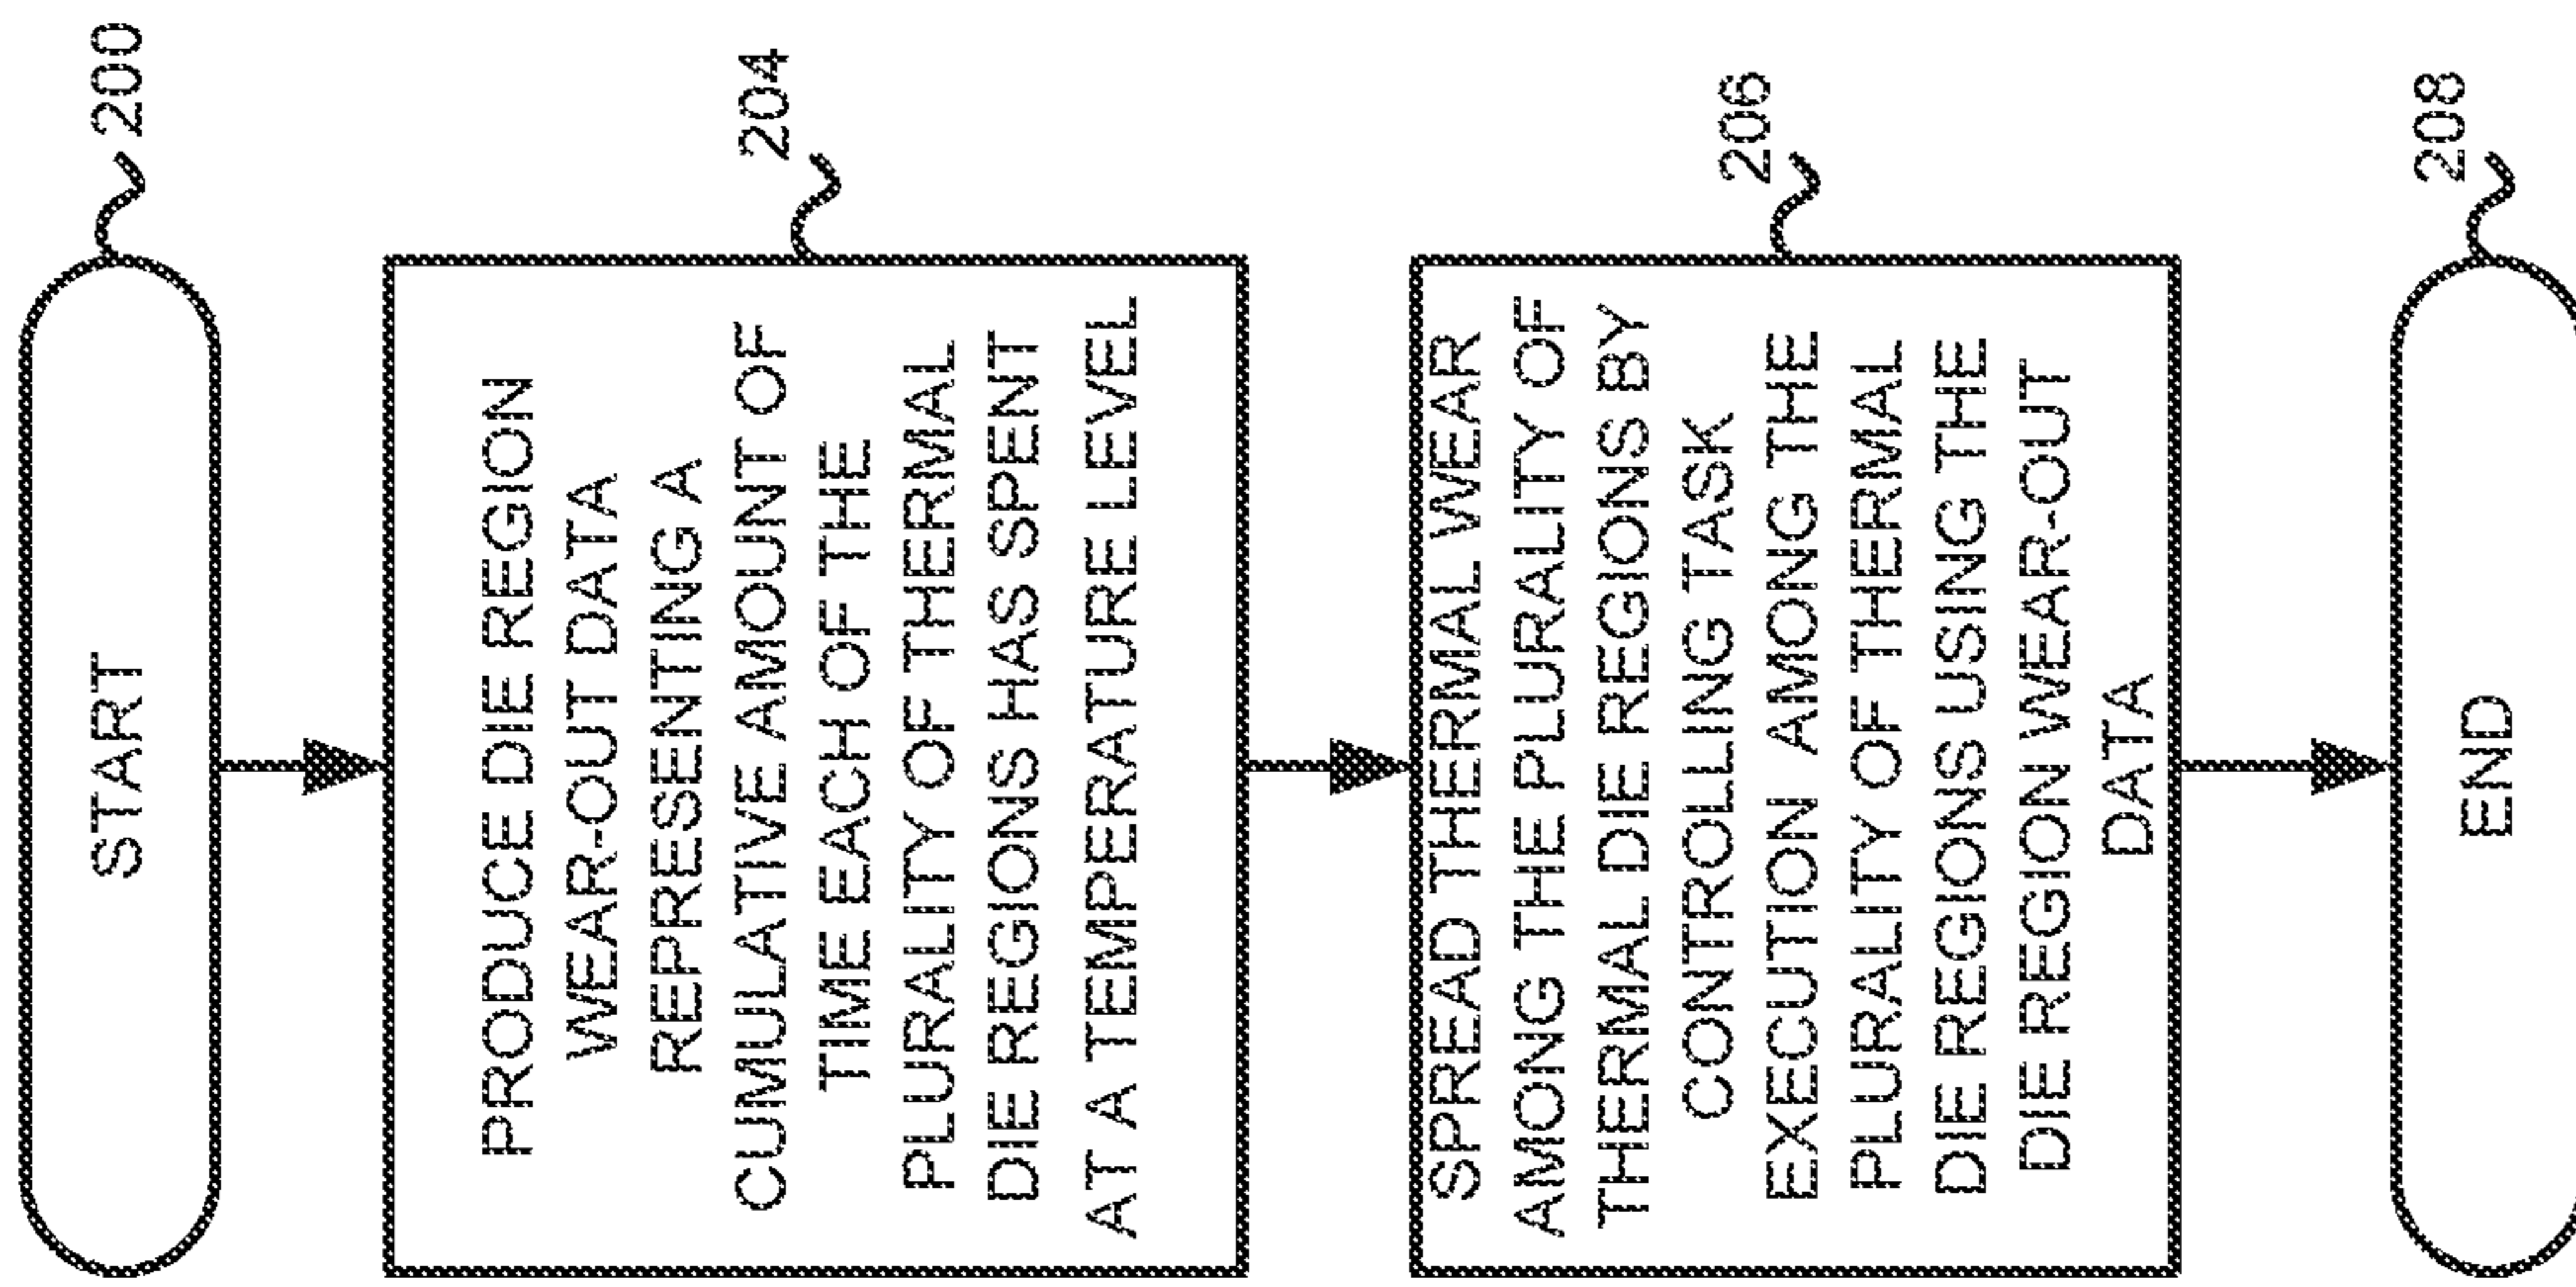 START
200
PRODUCE DIE REGION
WEAR-OUT DATA
REPRESENTING A
CUMULATIVE AMOUNT OF
TIME EACH OF THE
PLURALITY OF THERMAL
DIE REGIONS HAS SPENT
AT A TEMPERATURE LEVEL
204
SPREAD THERMAL WEAR
AMONG THE PLURALITY OF
THERMAL DIE REGIONS BY
CONTROLLING TASK
EXECUTION AMONG THE
PLURALITY OF THERMAL
DIE REGIONS USING THE
DIE REGION WEAR-OUT
DATA
206
END
208